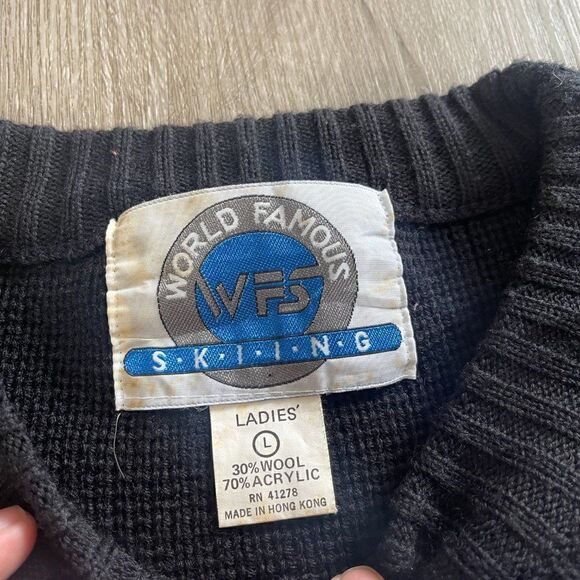 WORLD FAMOUS
WFS
S·K·I·I·N·G
LADIES'
L
30% WOOL
70% ACRYLIC
RN 41278
MADE IN HONG KONG